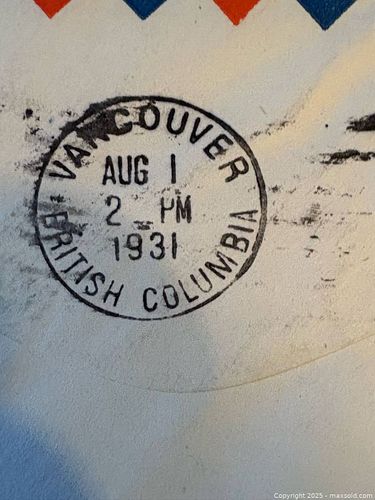 VANCOUVER
AUG 1
2 PM
1931
BRITISH COLUMBIA
Copyright 2025 - maxsold.com